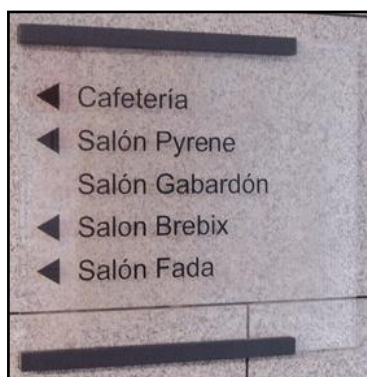 Cafetería
Salón Pyrene
Salón Gabardón
Salon Brebix
Salón Fada